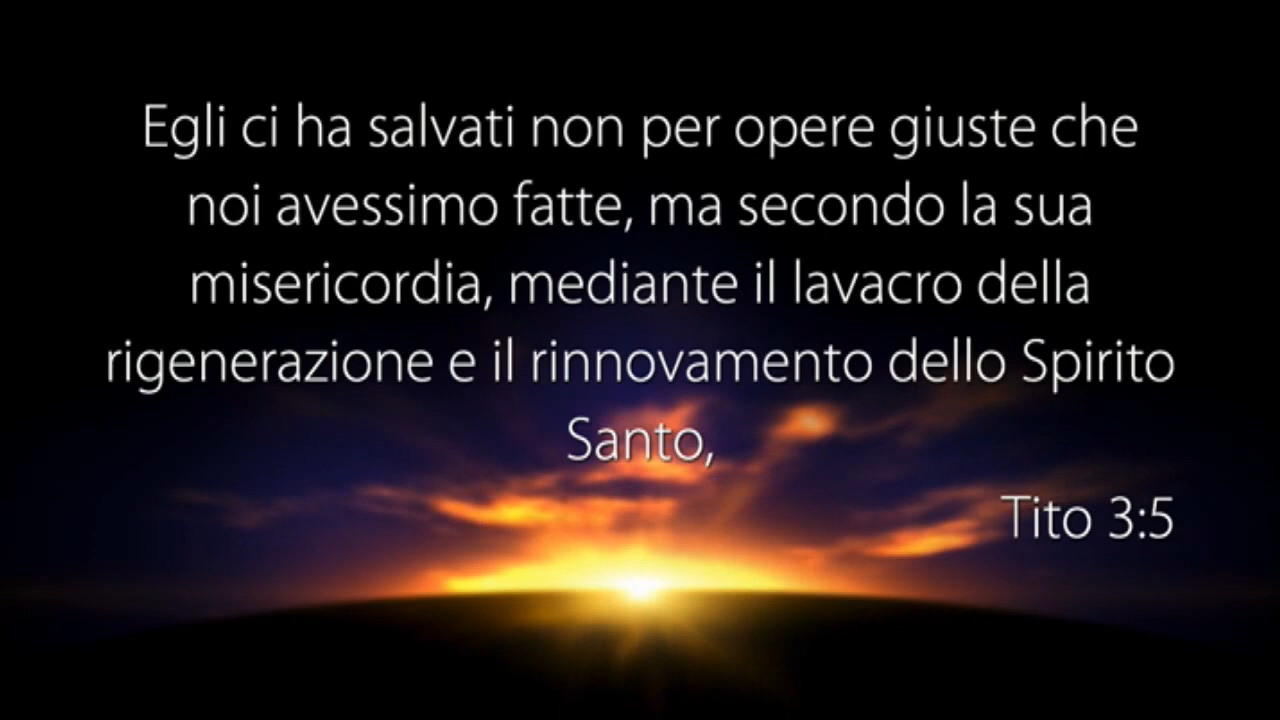 Egli ci ha salvati non per opere giuste che
noi avessimo fatte, ma secondo la sua
misericordia, mediante il lavacro della
rigenerazione e il rinnovamento dello Spirito
Santo,
Tito 3:5